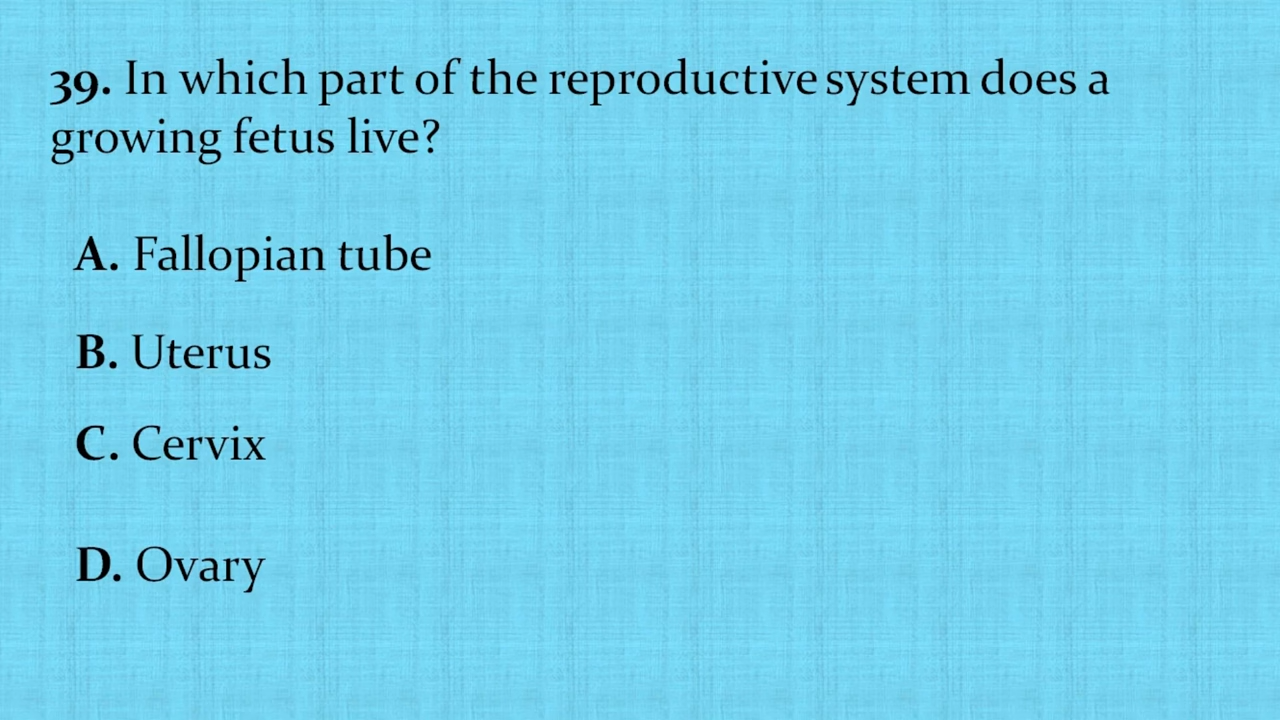 39. In which part of the reproductive system does a
growing fetus live?
A. Fallopian tube
B. Uterus
C. Cervix
D. Ovary